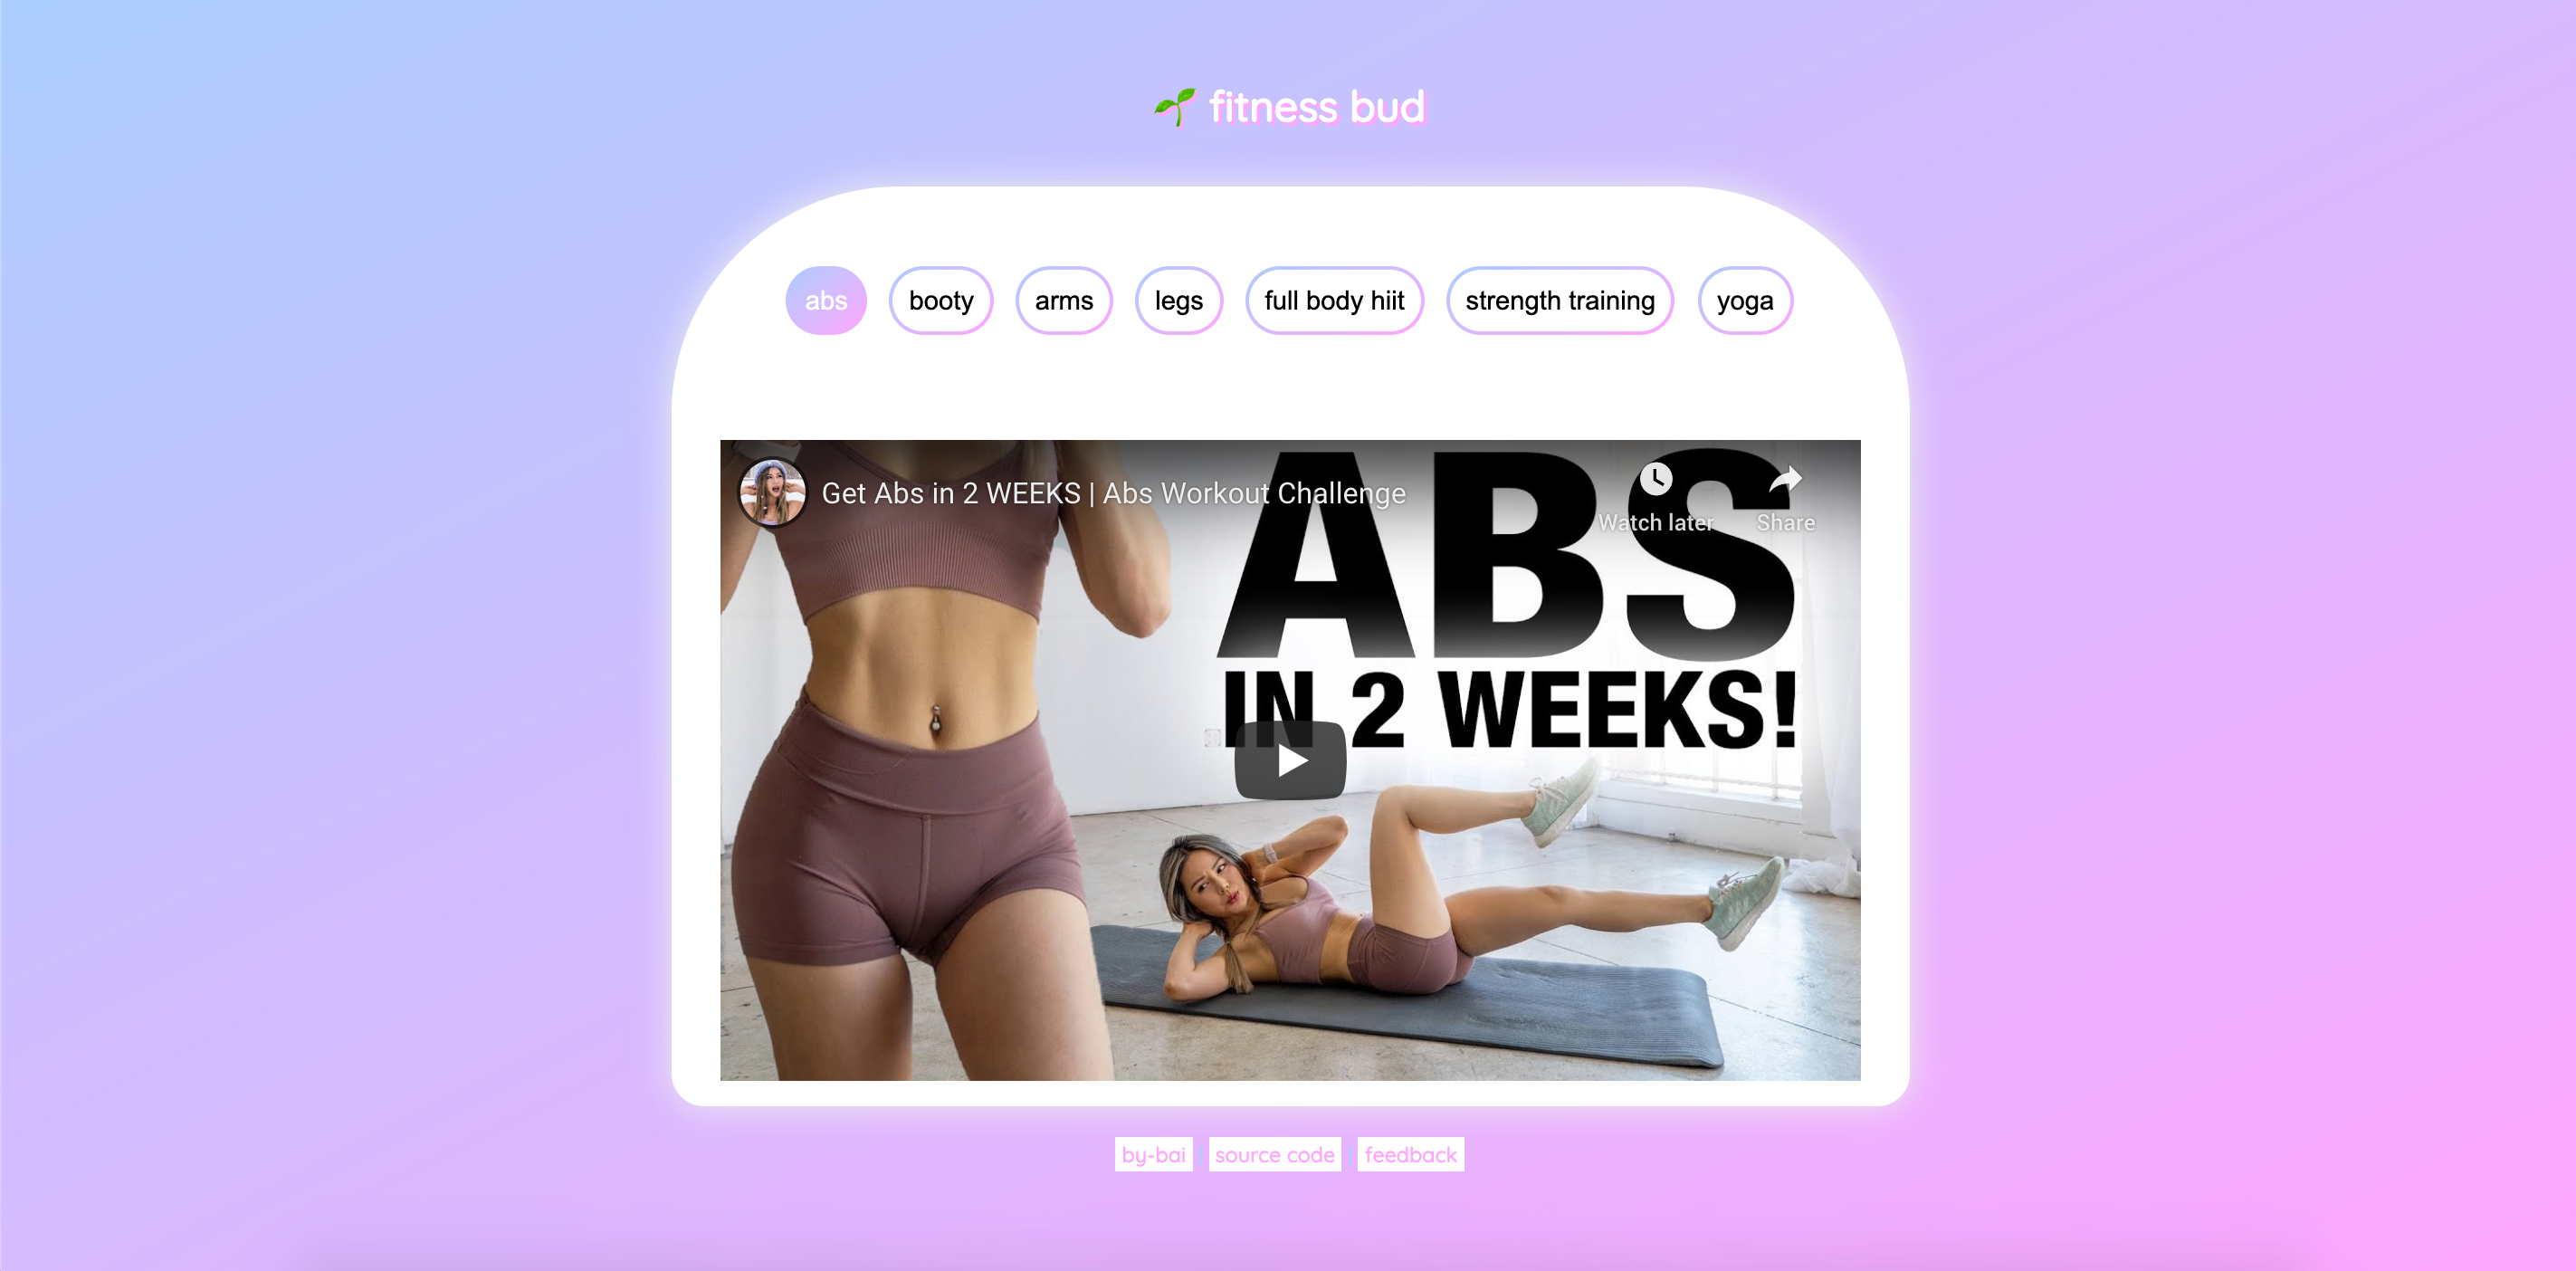 🌱 fitness bud
abs booty arms legs full body hiit strength training yoga
Get Abs in 2 WEEKS | Abs Workout Challenge
Watch later Share
ABS
IN 2 WEEKS!
by-bai | source code | feedback